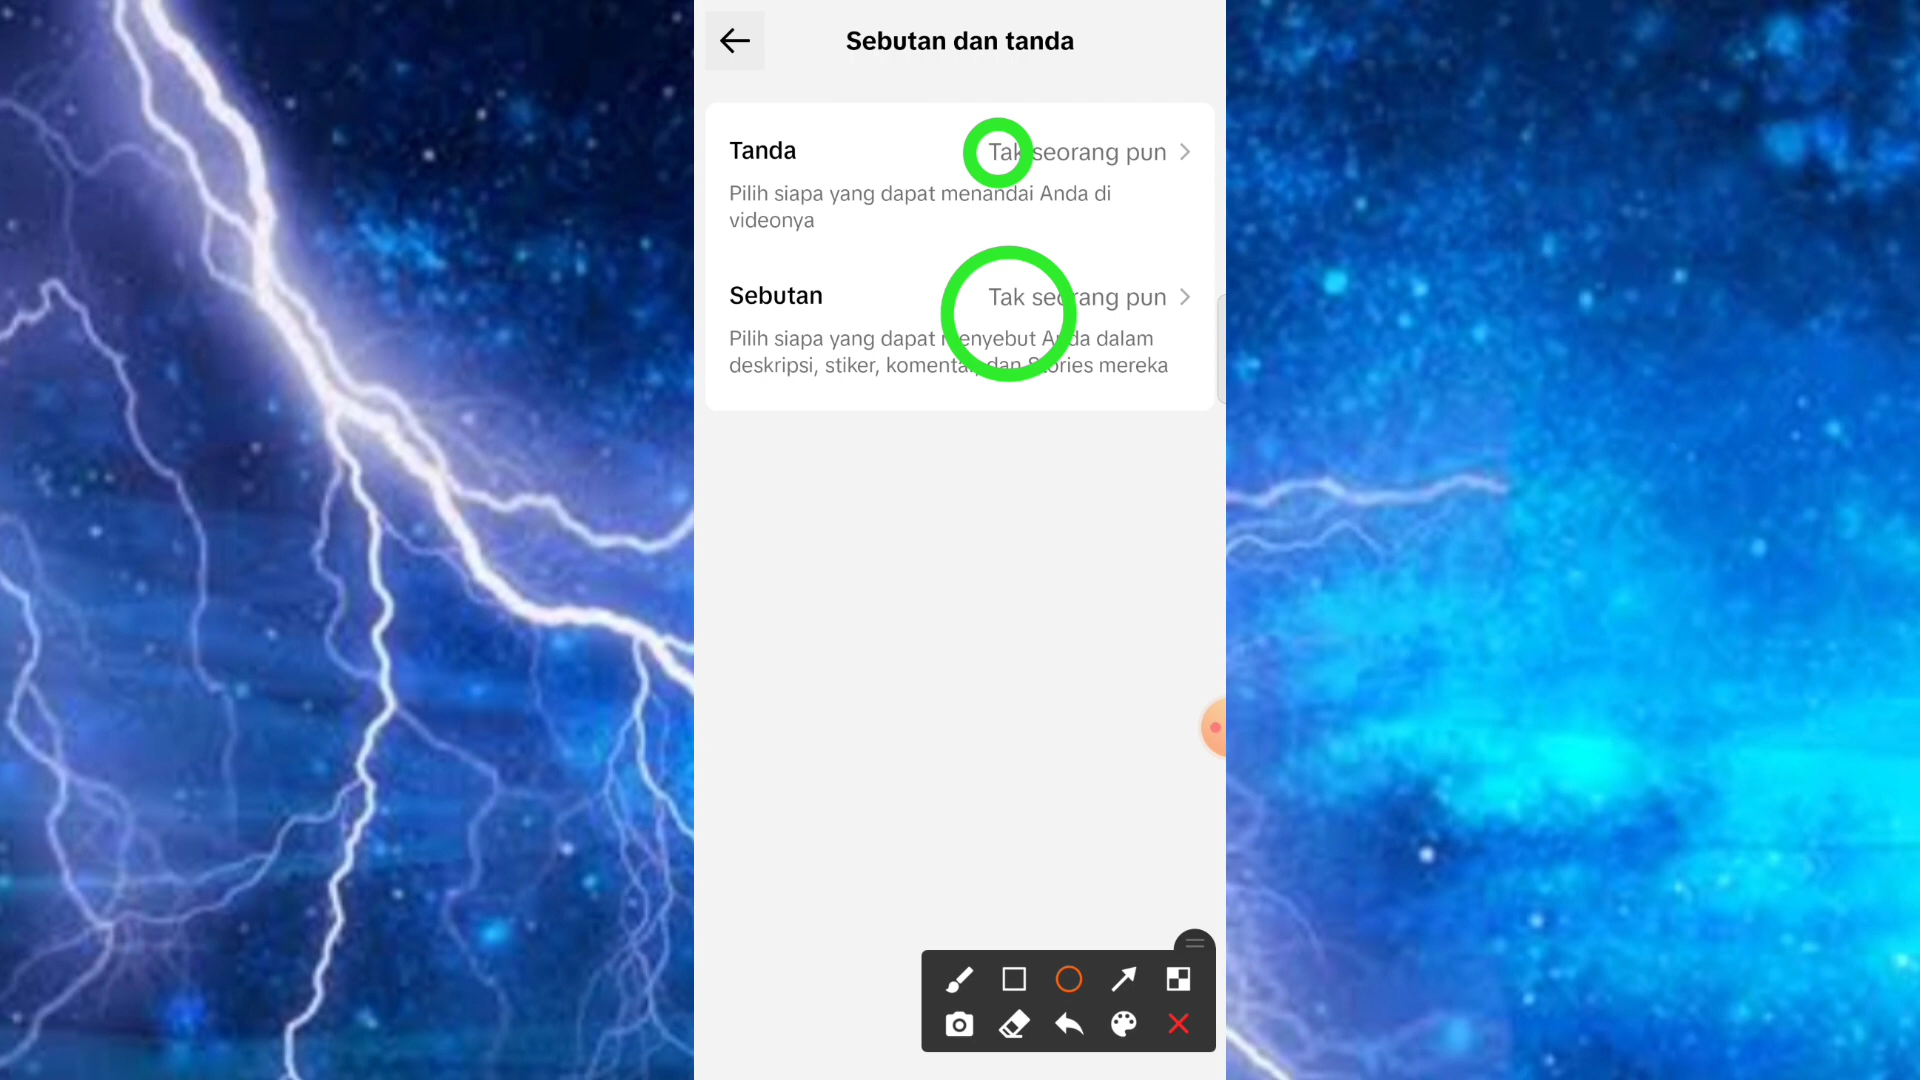 Sebutan dan tanda
Tanda
Tak seorang pun
Pilih siapa yang dapat menandai Anda di
videonya
Sebutan
Tak seorang pun
Pilih siapa yang dapat menyebut Anda dalam
deskripsi, stiker, komentar, dan Stories mereka